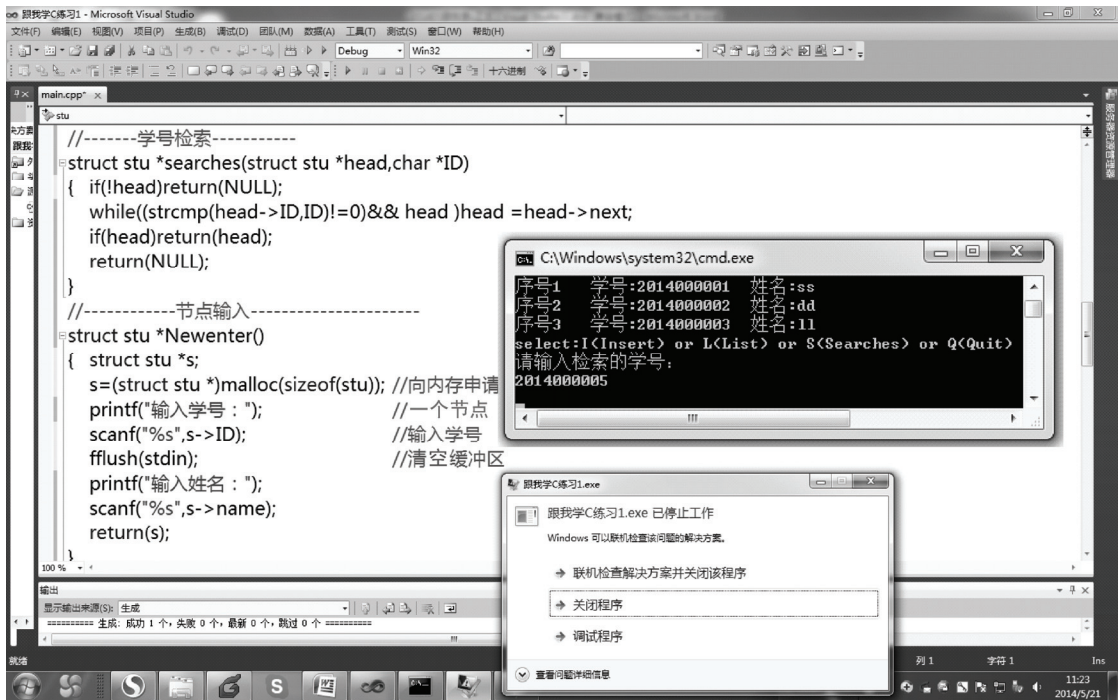 跟我学C练习1 - Microsoft Visual Studio
文件(F) 编辑(E) 视图(V) 项目(P) 生成(B) 调试(D) 团队(M) 数据(A) 工具(T) 测试(S) 窗口(W) 帮助(H)
Debug Win32
十六进制
main.cpp*
stu
//-------学号检索-----------
struct stu *searches(struct stu *head,char *ID)
{ if(!head)return(NULL);
while((strcmp(head->ID,ID)!=0)&& head )head =head->next;
if(head)return(head);
return(NULL);
}
//------------节点输入----------------------
struct stu *Newenter()
{ struct stu *s;
s=(struct stu *)malloc(sizeof(stu)); //向内存申请
printf("输入学号："); //一个节点
scanf("%s",s->ID); //输入学号
fflush(stdin); //清空缓冲区
printf("输入姓名：");
scanf("%s",s->name);
return(s);
}
100 %
C:\Windows\system32\cmd.exe
序号1 学号:2014000001 姓名:ss
序号2 学号:2014000002 姓名:dd
序号3 学号:2014000003 姓名:ll
select:I(Insert) or L(List) or S(Searches) or Q(Quit)
请输入检索的学号：
2014000005
跟我学C练习1.exe
跟我学C练习1.exe 已停止工作
Windows 可以联机检查该问题的解决方案。
联机检查解决方案并关闭该程序
关闭程序
调试程序
查看问题详细信息
输出
显示输出来源(S): 生成
========== 生成: 成功 1 个，失败 0 个，最新 0 个，跳过 0 个 ==========
就绪
列 1 字符 1 Ins
11:23
2014/5/21